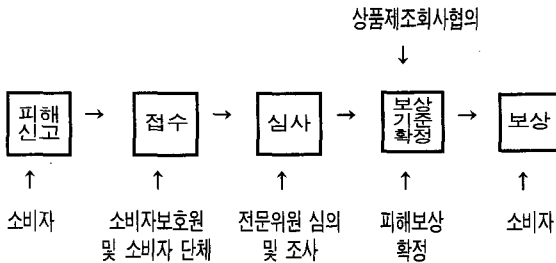 상품제조회사협의
↓
피해
신고
→
접수
→
심사
→
보상
기준
확정
→
보상
↑ ↑ ↑ ↑ ↑
소비자
소비자보호원
및 소비자 단체
전문위원 심의
및 조사
피해보상
확정
소비자